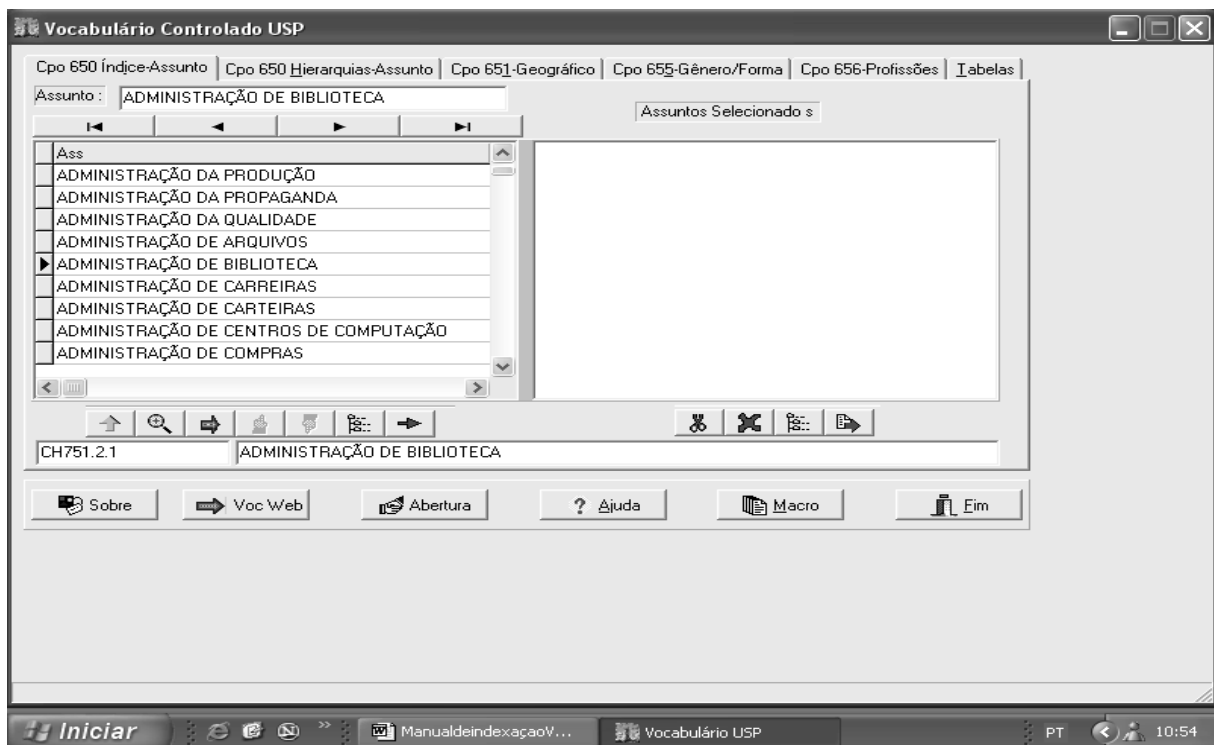 Vocabulário Controlado USP
Cpo 650 Índice-Assunto Cpo 650 Hierarquias-Assunto Cpo 651-Geográfico Cpo 655-Gênero/Forma Cpo 656-Profissões Tabelas
Assunto : ADMINISTRAÇÃO DE BIBLIOTECA
Assuntos Selecionado s
Ass
ADMINISTRAÇÃO DA PRODUÇÃO
ADMINISTRAÇÃO DA PROPAGANDA
ADMINISTRAÇÃO DA QUALIDADE
ADMINISTRAÇÃO DE ARQUIVOS
ADMINISTRAÇÃO DE BIBLIOTECA
ADMINISTRAÇÃO DE CARREIRAS
ADMINISTRAÇÃO DE CARTEIRAS
ADMINISTRAÇÃO DE CENTROS DE COMPUTAÇÃO
ADMINISTRAÇÃO DE COMPRAS
CH751.2.1 ADMINISTRAÇÃO DE BIBLIOTECA
Sobre Voc Web Abertura ? Ajuda Macro Fim
Iniciar » ManualdeindexaçaoV... Vocabulário USP PT 10:54